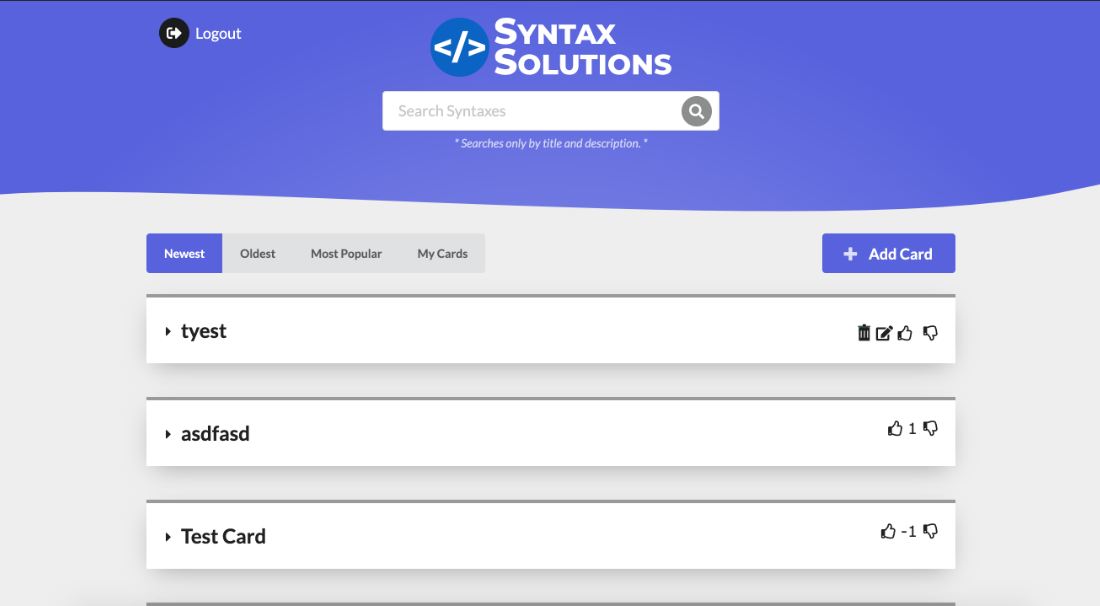 Logout
</>
Syntax
Solutions
Search Syntaxes
* Searches only by title and description. *
Newest Oldest Most Popular My Cards
Add Card
tyest
asdfasd
1
Test Card
-1